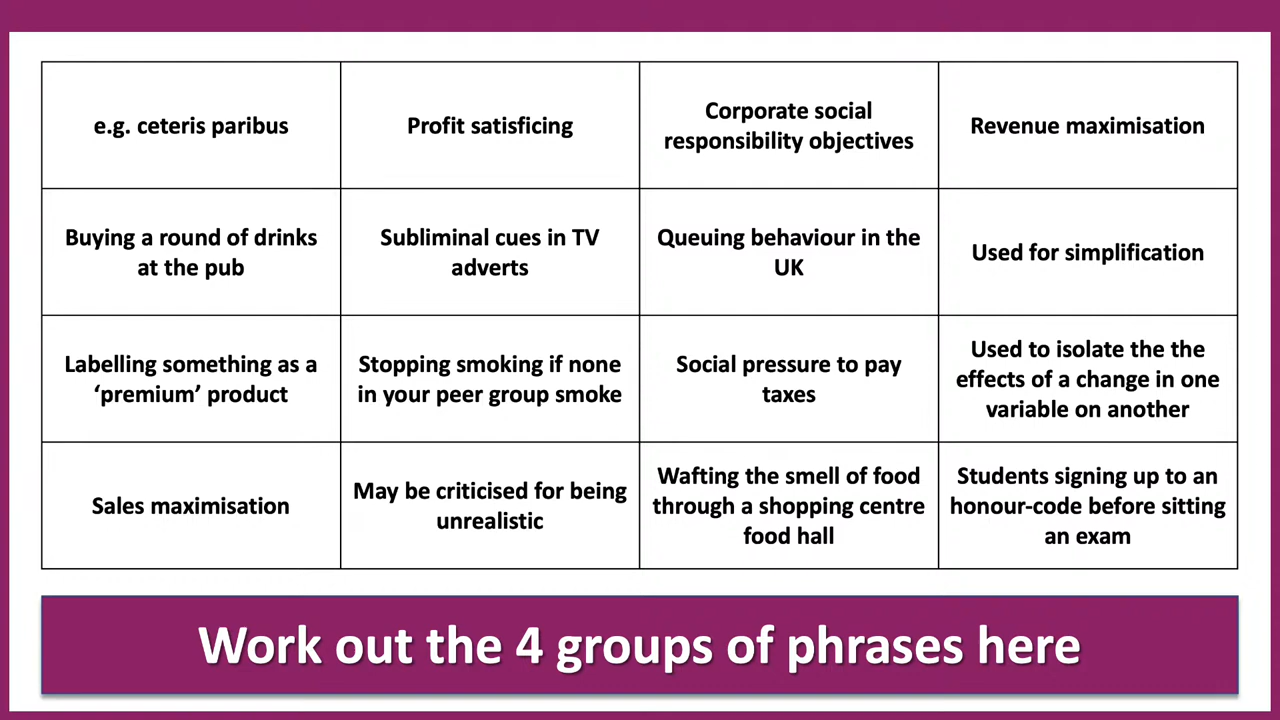 e.g. ceteris paribus
Profit satisficing
Corporate social
responsibility objectives
Revenue maximisation
Buying a round of drinks
at the pub
Subliminal cues in TV
adverts
Queuing behaviour in the
UK
Used for simplification
Labelling something as a
‘premium’ product
Stopping smoking if none
in your peer group smoke
Social pressure to pay
taxes
Used to isolate the the
effects of a change in one
variable on another
Sales maximisation
May be criticised for being
unrealistic
Wafting the smell of food
through a shopping centre
food hall
Students signing up to an
honour-code before sitting
an exam
Work out the 4 groups of phrases here